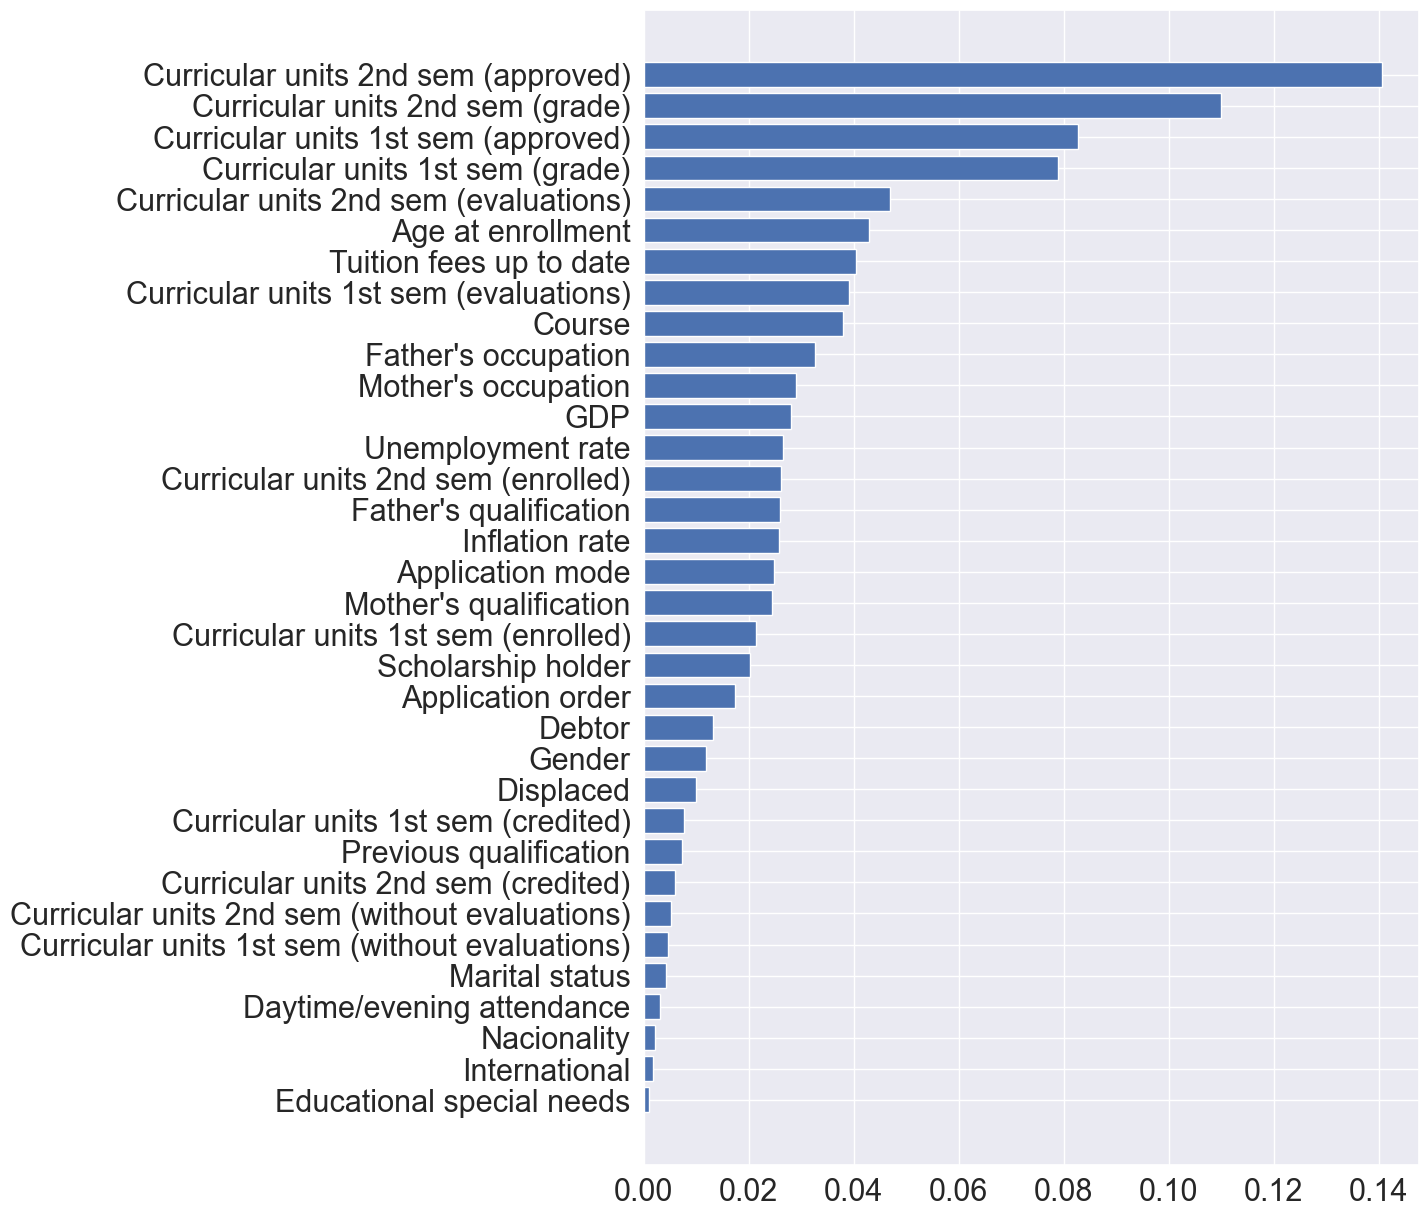 Curricular units 2nd sem (approved)
Curricular units 2nd sem (grade)
Curricular units 1st sem (approved)
Curricular units 1st sem (grade)
Curricular units 2nd sem (evaluations)
Age at enrollment
Tuition fees up to date
Curricular units 1st sem (evaluations)
Course
Father's occupation
Mother's occupation
GDP
Unemployment rate
Curricular units 2nd sem (enrolled)
Father's qualification
Inflation rate
Application mode
Mother's qualification
Curricular units 1st sem (enrolled)
Scholarship holder
Application order
Debtor
Gender
Displaced
Curricular units 1st sem (credited)
Previous qualification
Curricular units 2nd sem (credited)
Curricular units 2nd sem (without evaluations)
Curricular units 1st sem (without evaluations)
Marital status
Daytime/evening attendance
Nacionality
International
Educational special needs
0.00 0.02 0.04 0.06 0.08 0.10 0.12 0.14